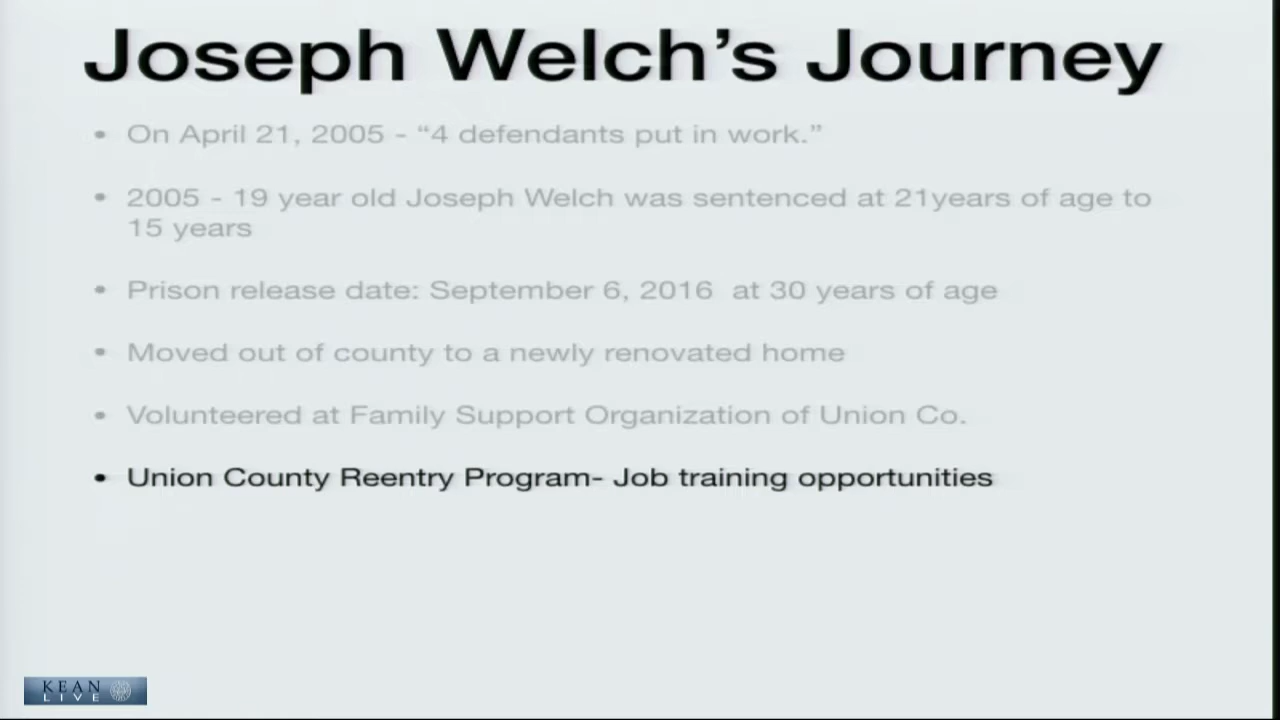 Joseph Welch’s Journey
• On April 21, 2005 - “4 defendants put in work.”
• 2005 - 19 year old Joseph Welch was sentenced at 21years of age to
15 years
• Prison release date: September 6, 2016 at 30 years of age
• Moved out of county to a newly renovated home
• Volunteered at Family Support Organization of Union Co.
• Union County Reentry Program- Job training opportunities
KEAN
LIVE